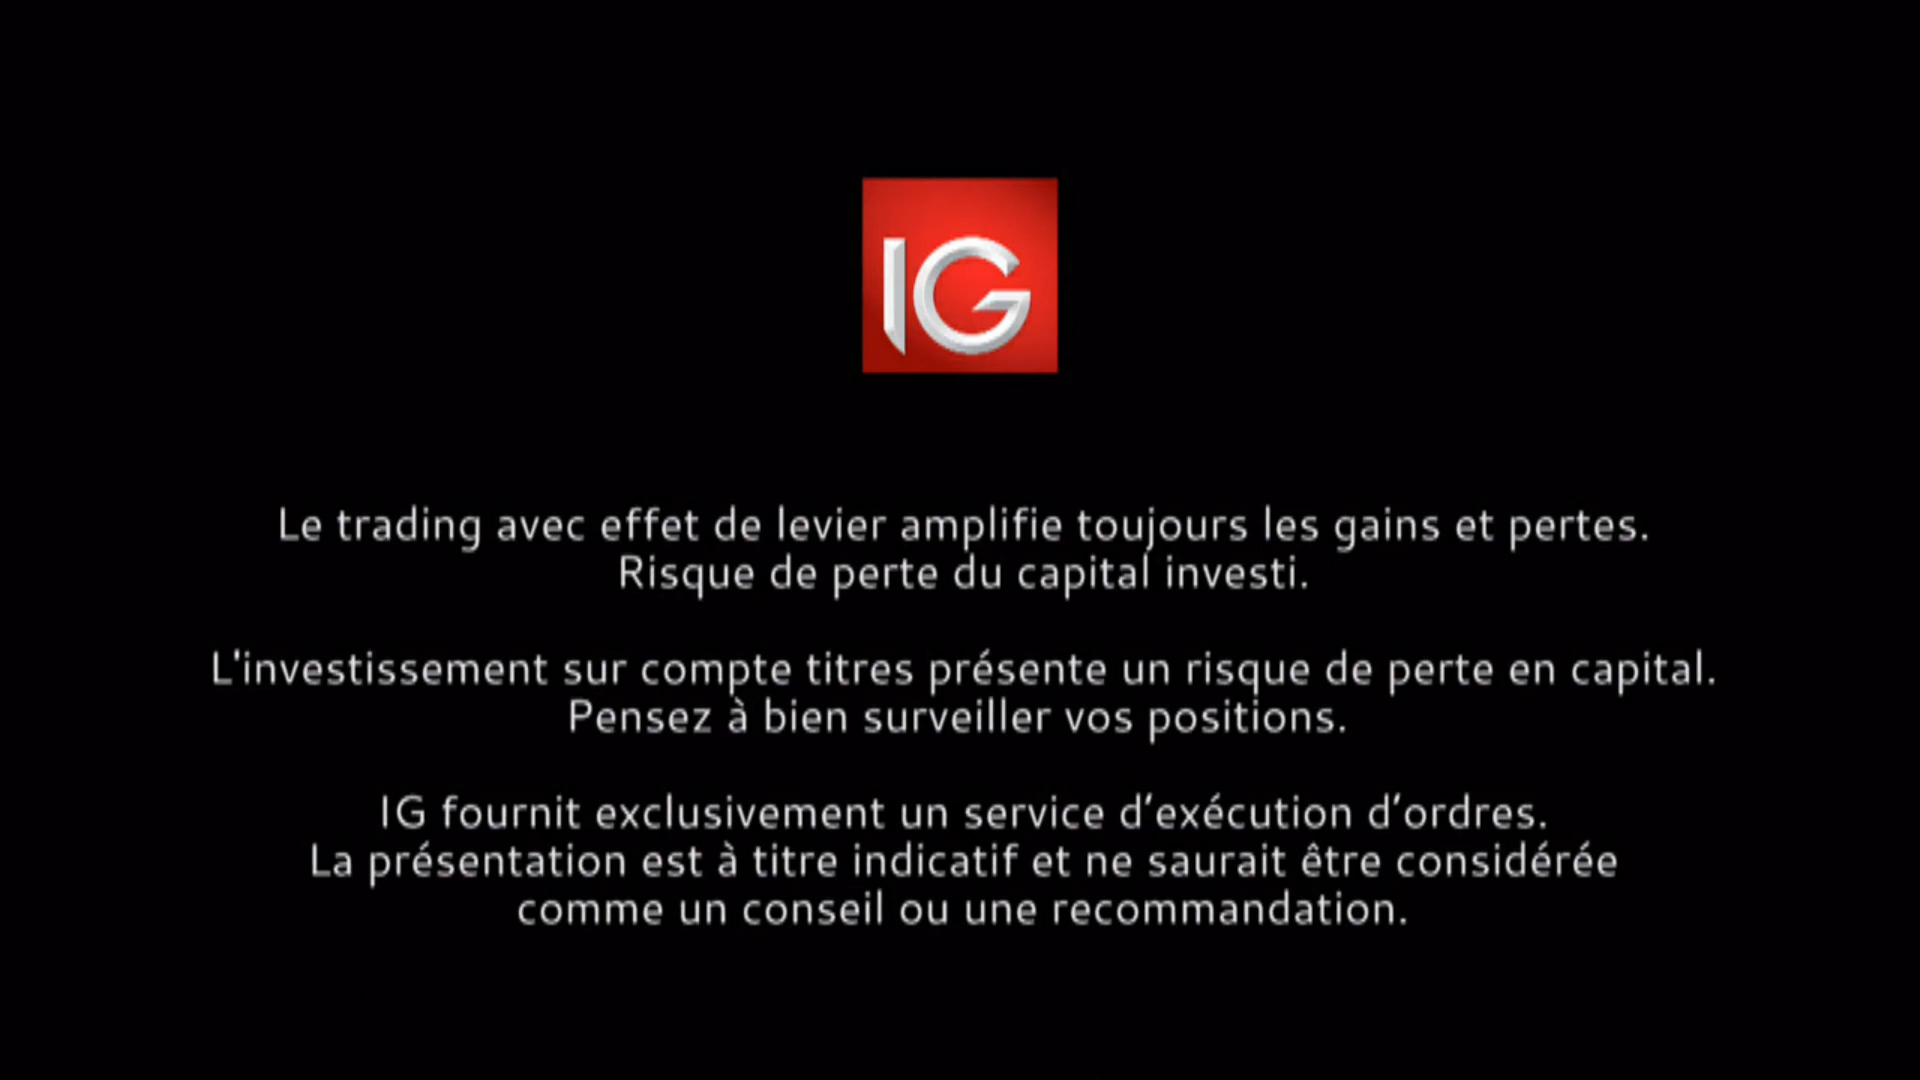 IG
Le trading avec effet de levier amplifie toujours les gains et pertes.
Risque de perte du capital investi.
L'investissement sur compte titres présente un risque de perte en capital.
Pensez à bien surveiller vos positions.
IG fournit exclusivement un service d’exécution d’ordres.
La présentation est à titre indicatif et ne saurait être considérée
comme un conseil ou une recommandation.